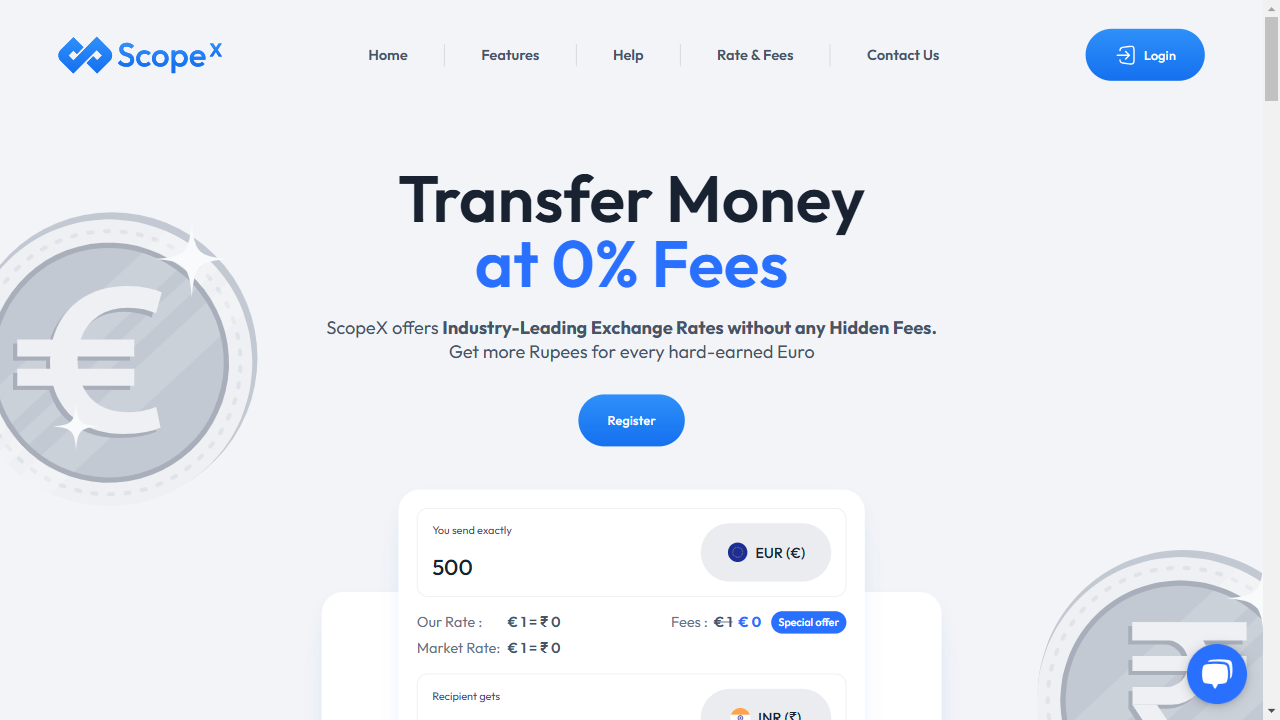 Scope X
Home
Features
Help
Rate & Fees
Contact Us
Login
Transfer Money
at 0% Fees
ScopeX offers Industry-Leading Exchange Rates without any Hidden Fees.
Get more Rupees for every hard-earned Euro
Register
You send exactly
500
EUR (€)
Our Rate : € 1 = ₹ 0
Fees : € 1 € 0 Special offer
Market Rate: € 1 = ₹ 0
Recipient gets
INR (₹)